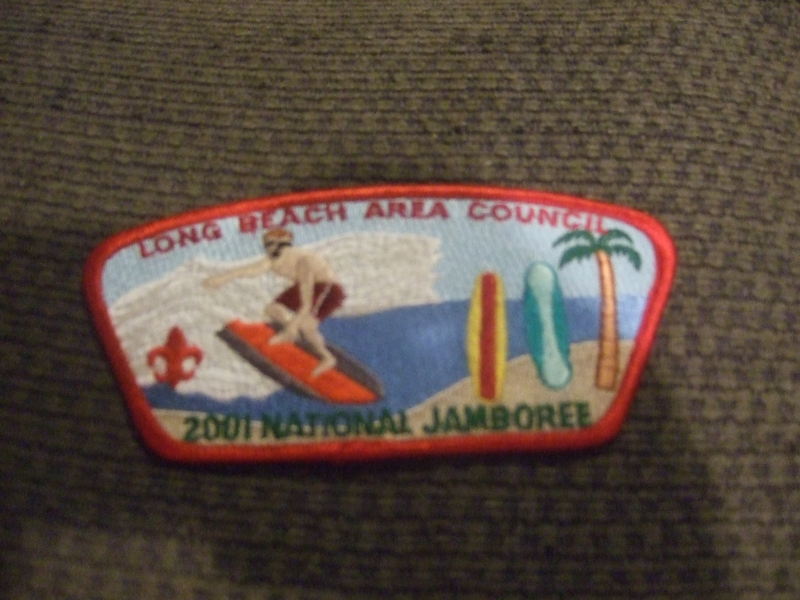 LONG BEACH AREA COUNCIL
2001 NATIONAL JAMBOREE